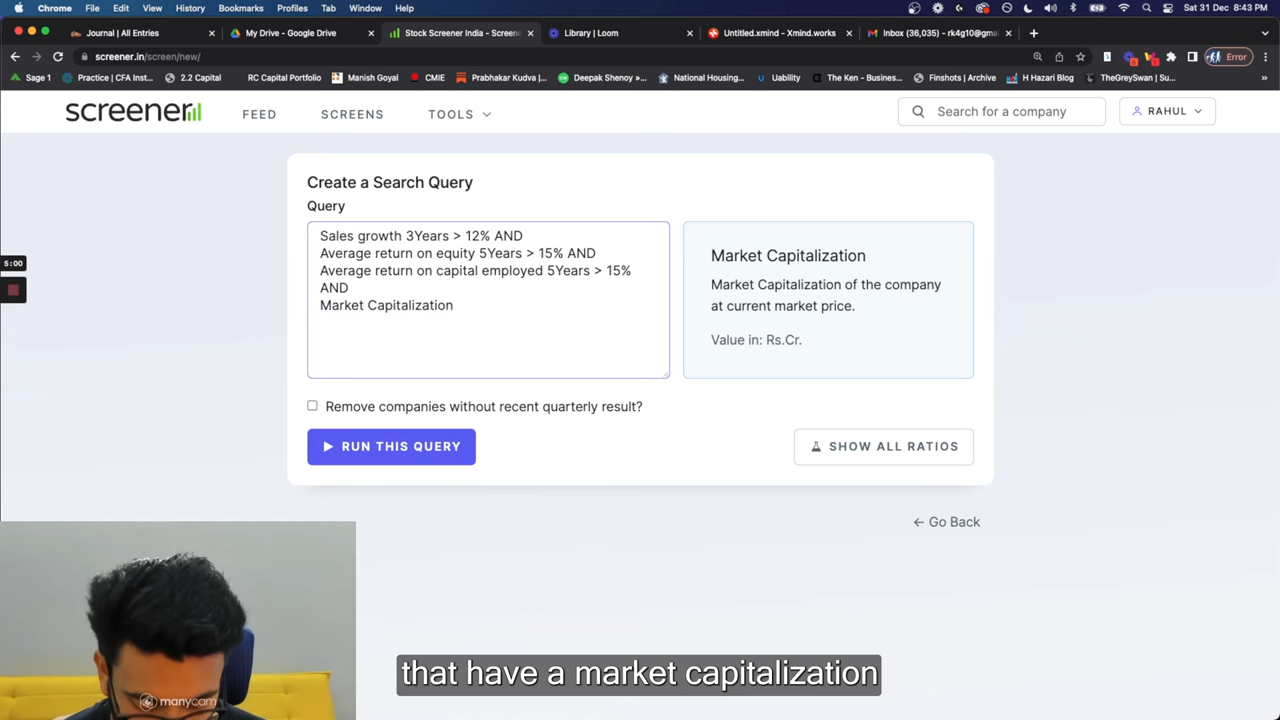 Chrome File Edit View History Bookmarks Profiles Tab Window Help Sat 31 Dec 8:43 PM
Journal | All Entries My Drive - Google Drive Stock Screener India - Screene Library | Loom Untitled.xmind - Xmind.works Inbox (36,035) - rk4g10@gma
screener.in/screen/new/ Error
Sage 1 Practice | CFA Inst... 2.2 Capital RC Capital Portfolio Manish Goyal CMIE Prabhakar Kudva /... Deepak Shenoy »... National Housing... Uability The Ken - Busines... Finshots | Archive H Hazari Blog TheGreySwan | Su... »
screener FEED SCREENS TOOLS Search for a company RAHUL
Create a Search Query
Query
Sales growth 3Years > 12% AND
Average return on equity 5Years > 15% AND
Average return on capital employed 5Years > 15%
AND
Market Capitalization
Market Capitalization
Market Capitalization of the company
at current market price.
Value in: Rs.Cr.
5:00
Remove companies without recent quarterly result?
RUN THIS QUERY SHOW ALL RATIOS
← Go Back
that have a market capitalization
manycam